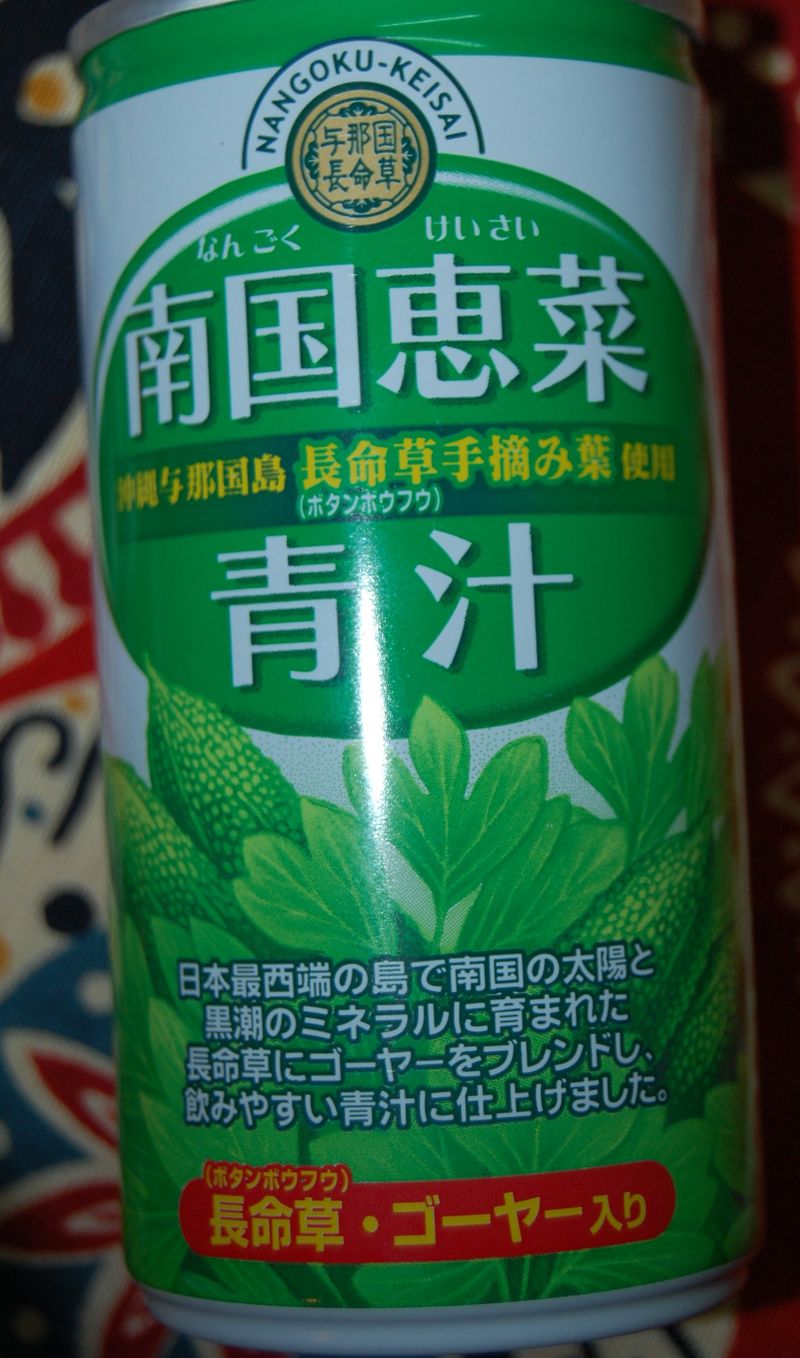 NANGOKU-KEISAI
与那国
長命草
なんごく けいさい
南国恵菜
沖縄与那国島 長命草手摘み葉 使用
(ボタンボウフウ)
青汁
日本最西端の島で南国の太陽と
黒潮のミネラルに育まれた
長命草にゴーヤーをブレンドし、
飲みやすい青汁に仕上げました。
(ボタンボウフウ)
長命草・ゴーヤー入り